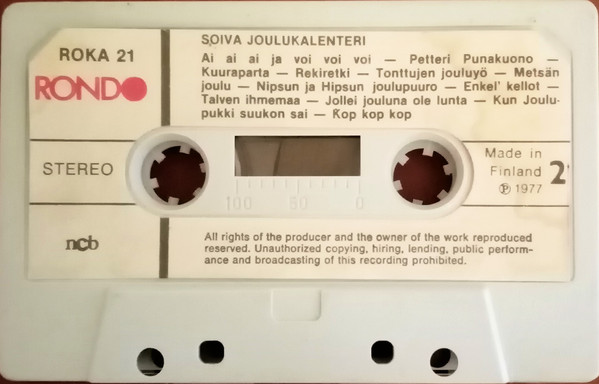 ROKA 21
RONDO
SOIVA JOULUKALENTERI
Ai ai ai ja voi voi voi — Petteri Punakuono —
Kuuraparta — Rekiretki — Tonttujen jouluyö — Metsän
joulu — Nipsun ja Hipsun joulupuuro — Enkel' kellot —
Talven ihmemaa — Jollei jouluna ole lunta — Kun Joulu-
pukki suukon sai — Kop kop kop
STEREO
100 50 0
Made in
Finland
℗ 1977
2
ncb
All rights of the producer and the owner of the work reproduced
reserved. Unauthorized copying, hiring, lending, public perform-
ance and broadcasting of this recording prohibited.